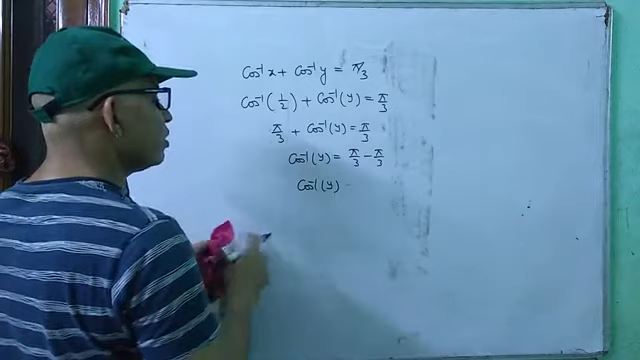 Cos⁻¹x + Cos⁻¹y = π/3
Cos⁻¹(1/2) + Cos⁻¹(y) = π/3
π/3 + Cos⁻¹(y) = π/3
Cos⁻¹(y) = π/3 − π/3
Cos⁻¹(y) -